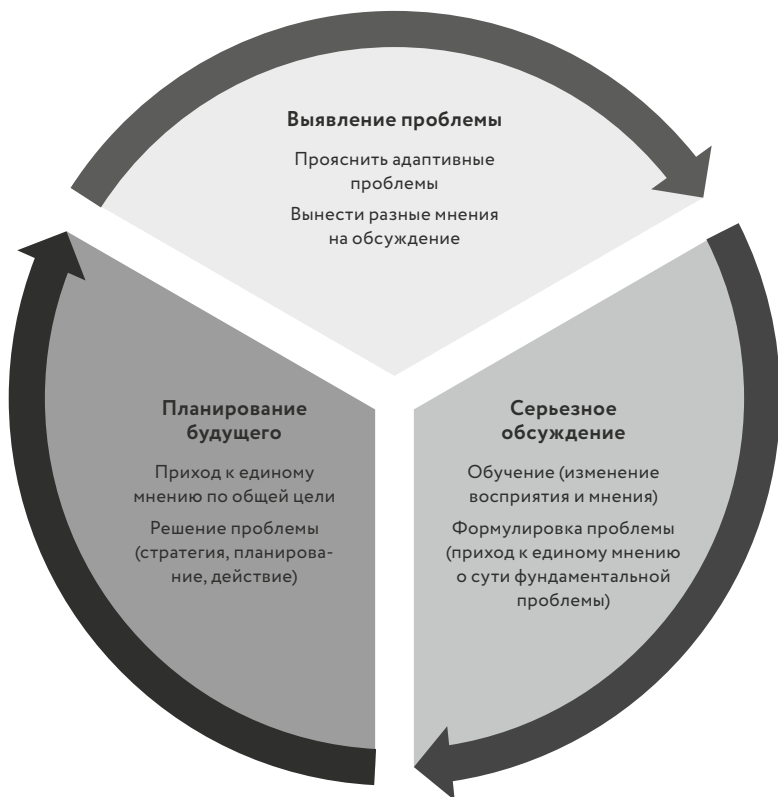 Выявление проблемы
Прояснить адаптивные
проблемы
Вынести разные мнения
на обсуждение
Серьезное
обсуждение
Обучение (изменение
восприятия и мнения)
Формулировка проблемы
(приход к единому мнению
о сути фундаментальной
проблемы)
Планирование
будущего
Приход к единому
мнению по общей цели
Решение проблемы
(стратегия, планирова-
ние, действие)